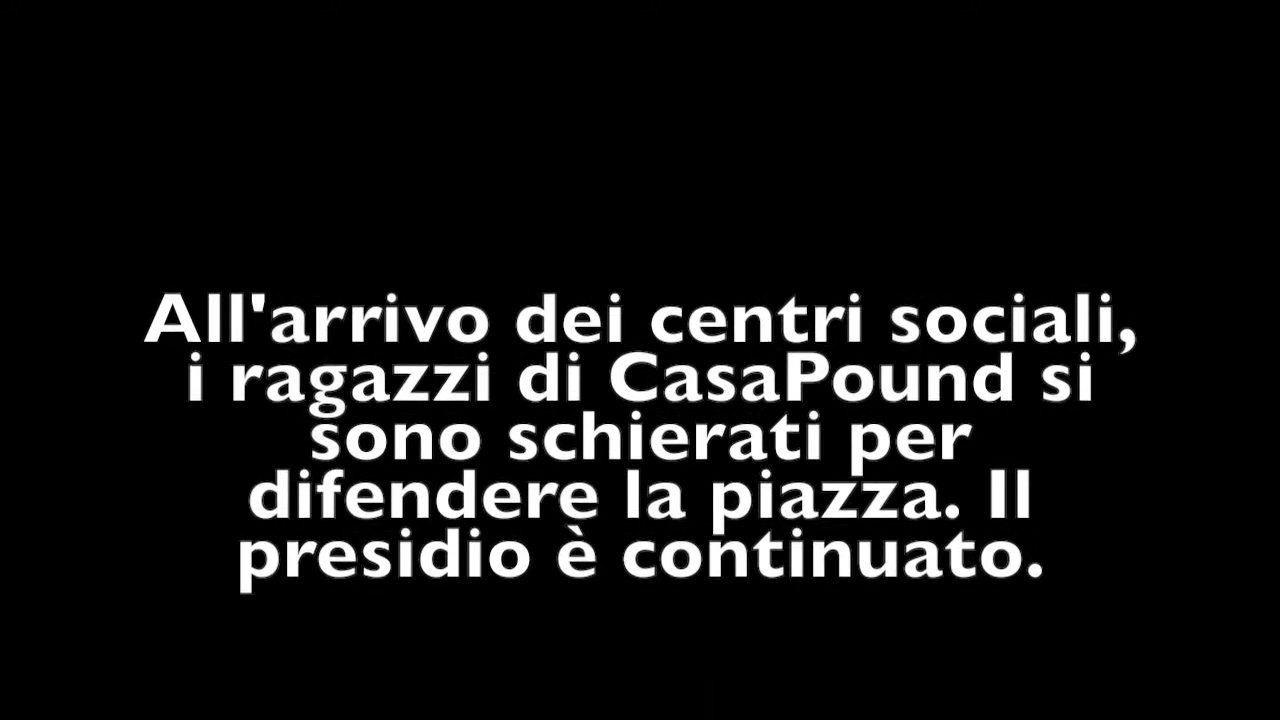 All'arrivo dei centri sociali,
i ragazzi di CasaPound si
sono schierati per
difendere la piazza. Il
presidio è continuato.